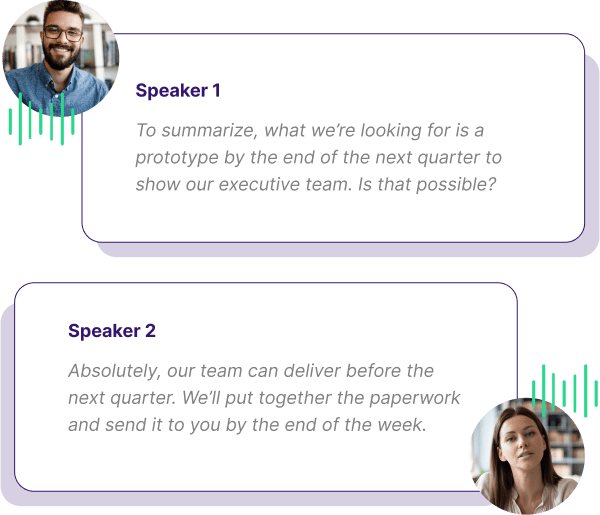 Speaker 1
To summarize, what we’re looking for is a
prototype by the end of the next quarter to
show our executive team. Is that possible?
Speaker 2
Absolutely, our team can deliver before the
next quarter. We’ll put together the paperwork
and send it to you by the end of the week.